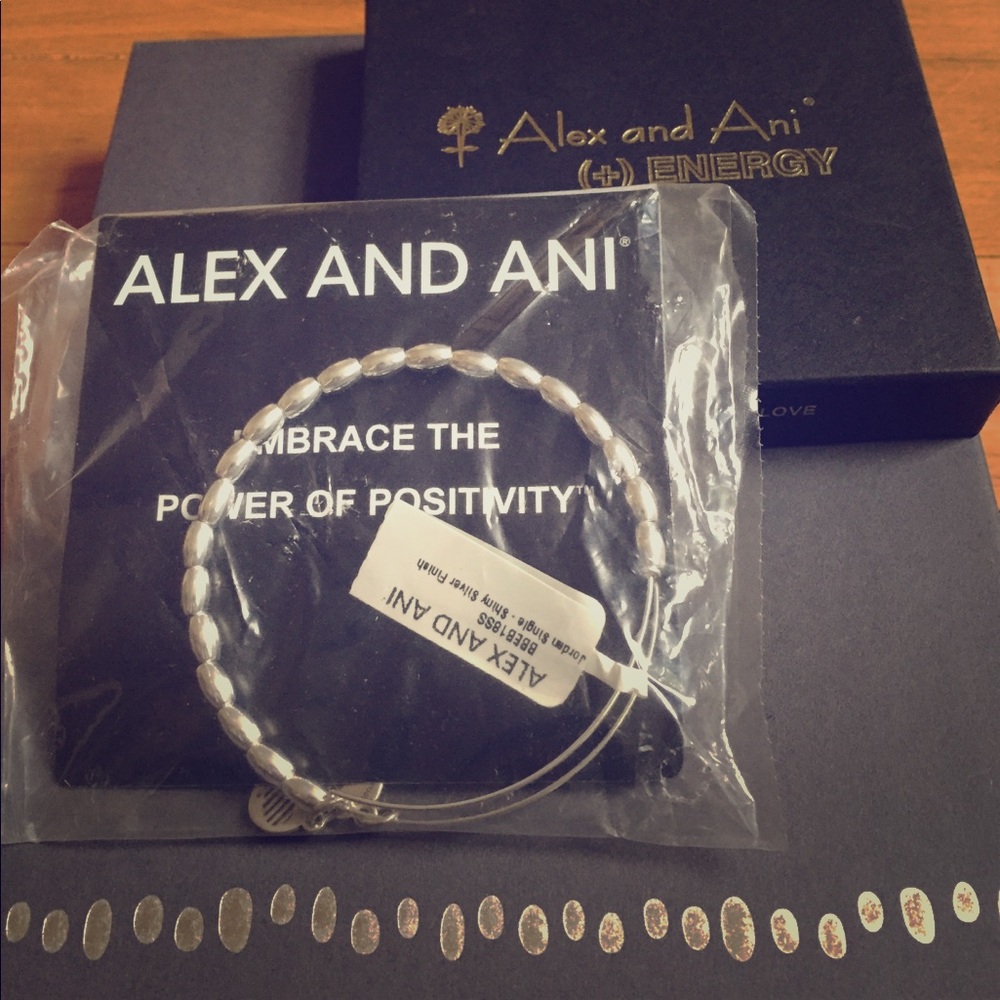 Alex and Ani®
(+) ENERGY
LOVE
ALEX AND ANI®
EMBRACE THE
POWER OF POSITIVITY™
ALEX AND ANI
BBEB18SS
Jordan Single - Shiny Silver Finish